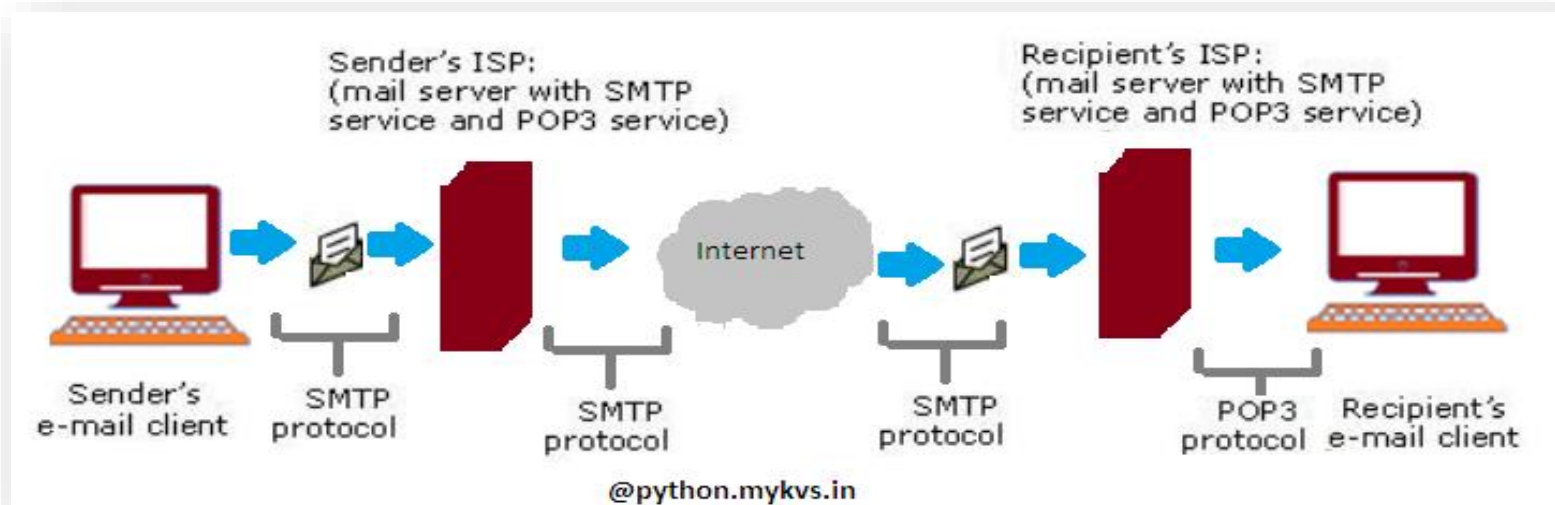 Sender's ISP:
(mail server with SMTP
service and POP3 service)
Recipient's ISP:
(mail server with SMTP
service and POP3 service)
Internet
Sender's
e-mail client
SMTP
protocol
SMTP
protocol
SMTP
protocol
POP3
protocol
Recipient's
e-mail client
@python.mykvs.in